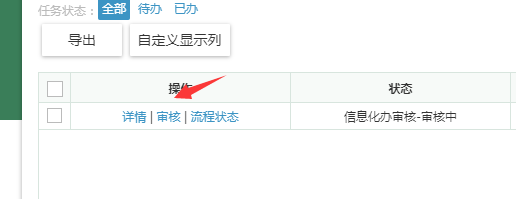 任务状态： 全部 待办 已办
导出 自定义显示列
操作 状态
详情 | 审核 | 流程状态 信息化办审核-审核中